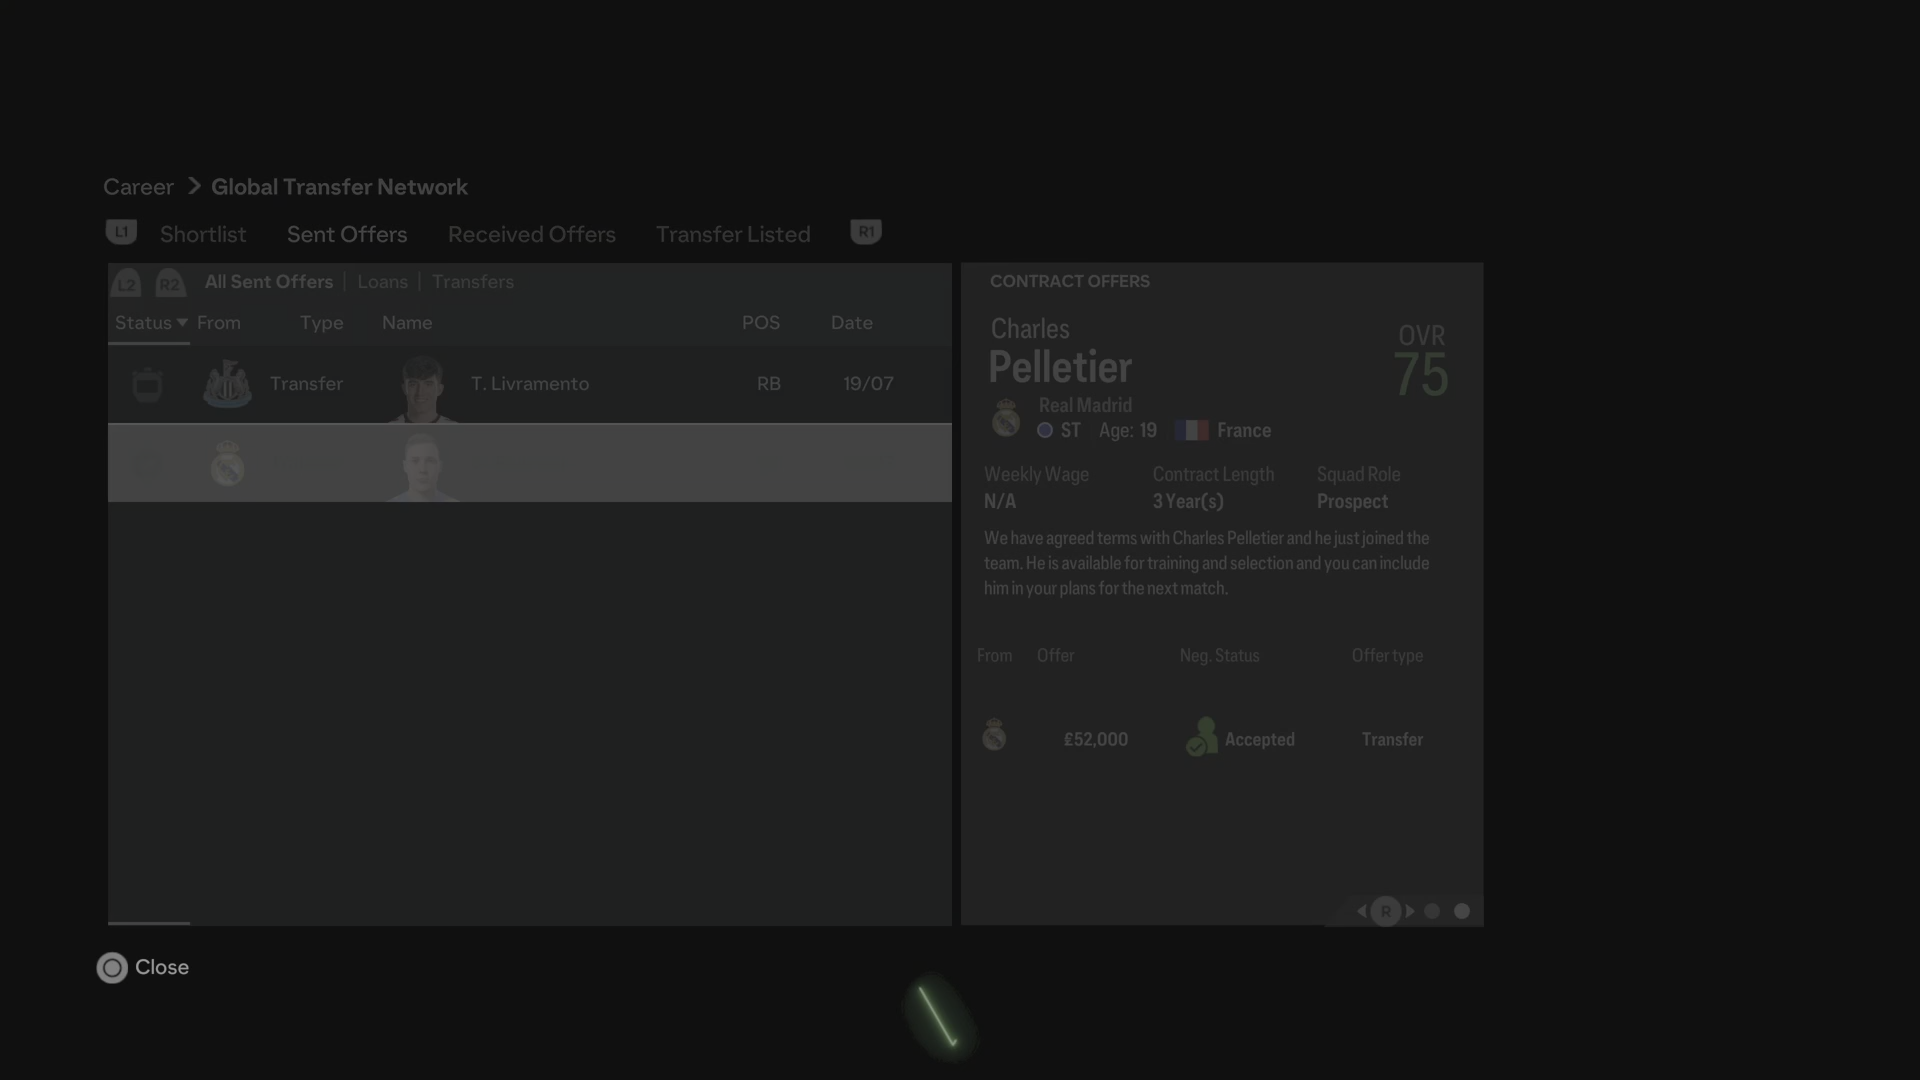 Career > Global Transfer Network
L1 Shortlist Sent Offers Received Offers Transfer Listed R1
L2 R2 All Sent Offers | Loans | Transfers
Status From Type Name POS Date
Transfer T. Livramento RB 19/07
CONTRACT OFFERS
Charles
Pelletier
OVR
75
Real Madrid
ST Age: 19 France
Weekly Wage Contract Length Squad Role
N/A 3 Year(s) Prospect
We have agreed terms with Charles Pelletier and he just joined the
team. He is available for training and selection and you can include
him in your plans for the next match.
From Offer Neg. Status Offer type
£52,000 Accepted Transfer
R
Close